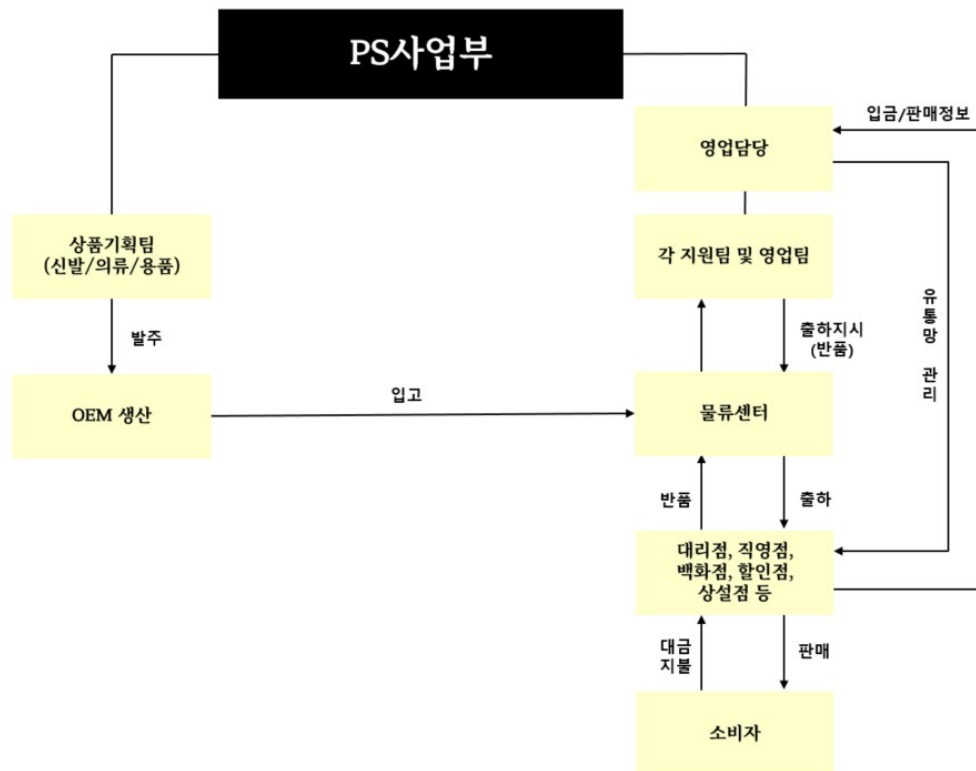 PS사업부
입금/판매정보
영업담당
상품기획팀
(신발/의류/용품)
각 지원팀 및 영업팀
유
통
망
관
리
발주
출하지시
(반품)
OEM 생산
입고
물류센터
반품
출하
대리점, 직영점,
백화점, 할인점,
상설점 등
대금
지불
판매
소비자